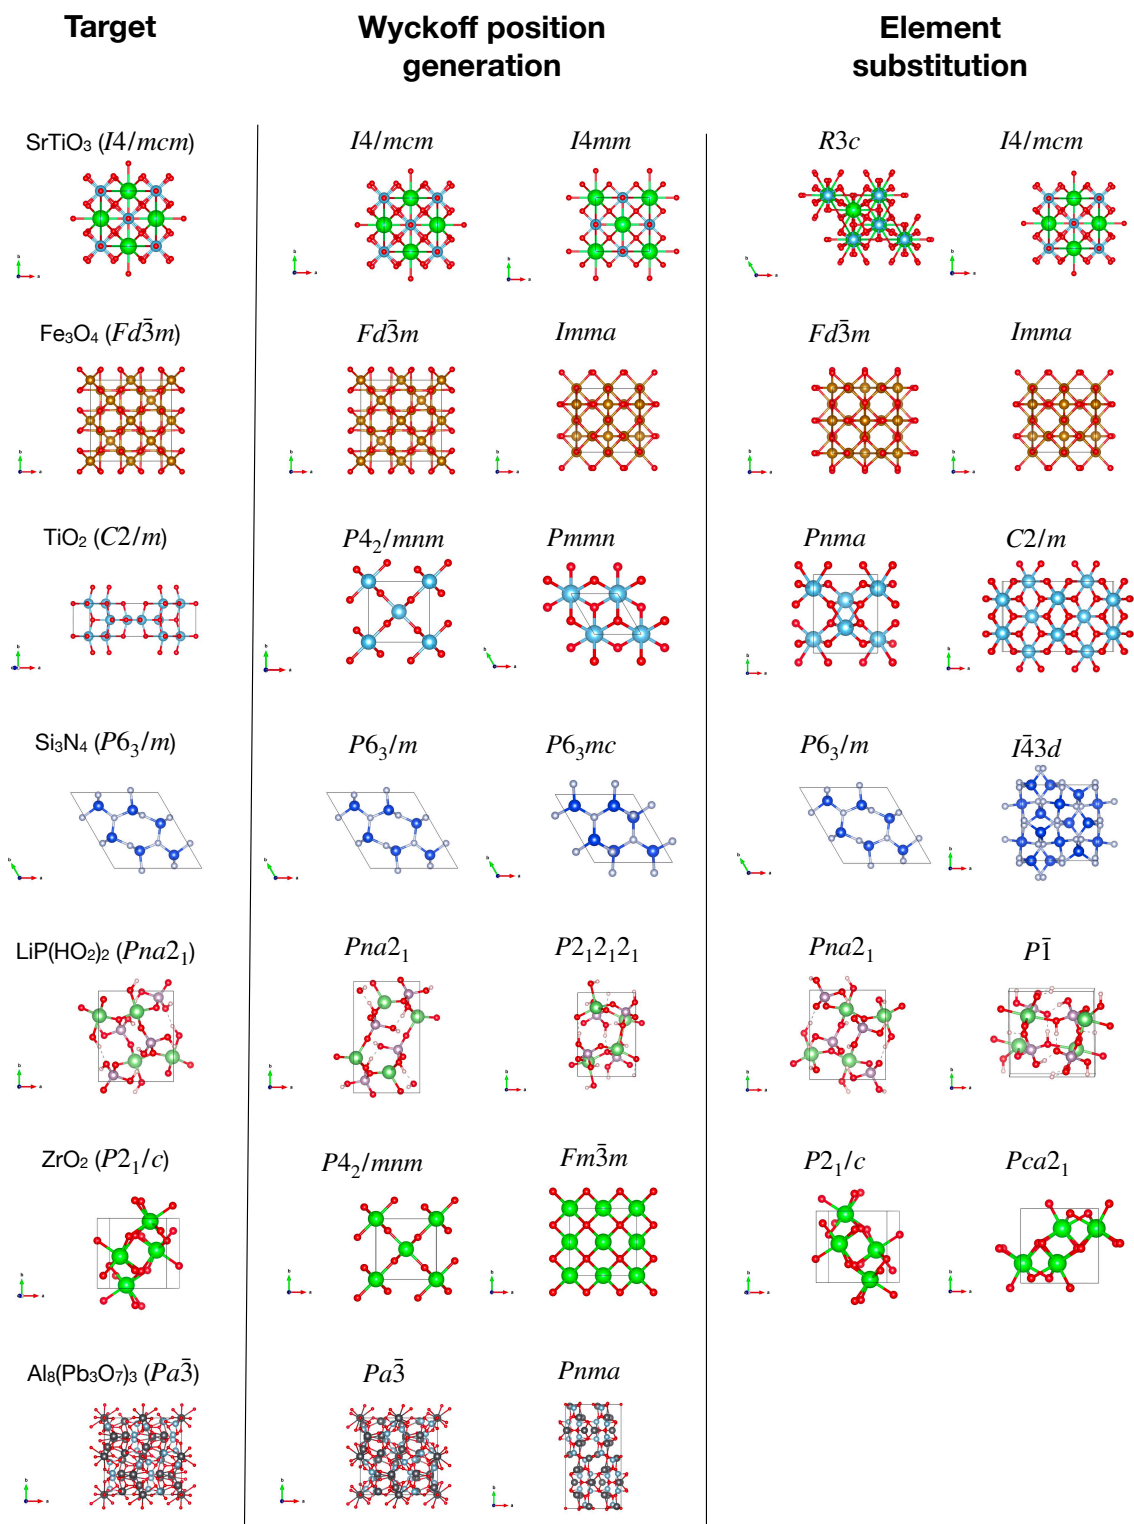 Target
Wyckoff position
generation
Element
substitution
SrTiO₃ (I4/mcm)
I4/mcm
I4mm
R3c
I4/mcm
Fe₃O₄ (Fd3̄m)
Fd3̄m
Imma
Fd3̄m
Imma
TiO₂ (C2/m)
P4₂/mnm
Pmmn
Pnma
C2/m
Si₃N₄ (P6₃/m)
P6₃/m
P6₃mc
P6₃/m
I4̄3d
LiP(HO₂)₂ (Pna2₁)
Pna2₁
P2₁2₁2₁
Pna2₁
P1̄
ZrO₂ (P2₁/c)
P4₂/mnm
Fm3̄m
P2₁/c
Pca2₁
Al₈(Pb₃O₇)₃ (Pa3̄)
Pa3̄
Pnma